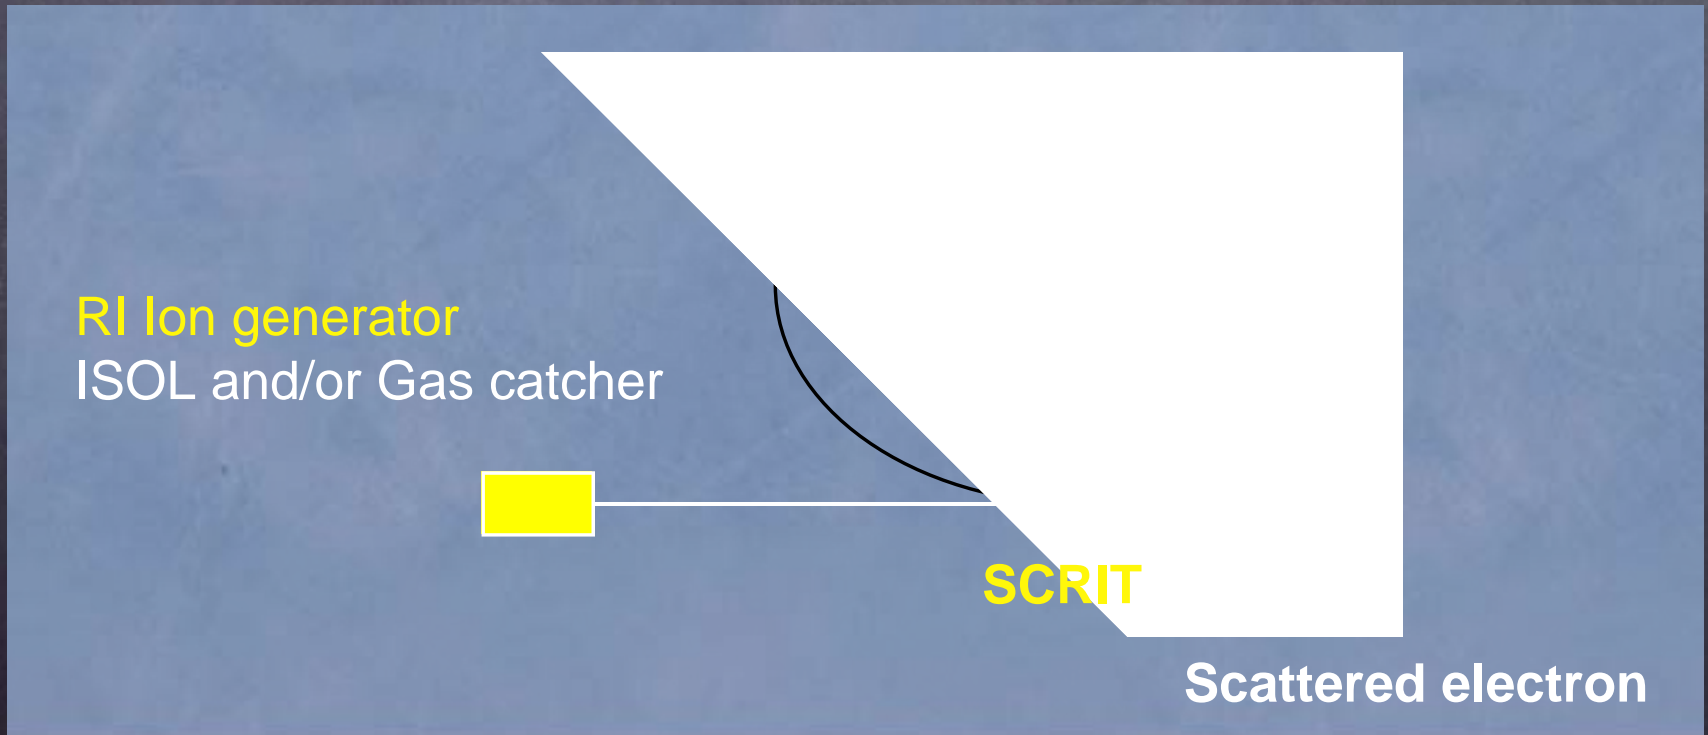 RI Ion generator
ISOL and/or Gas catcher
SCRIT
Scattered electron